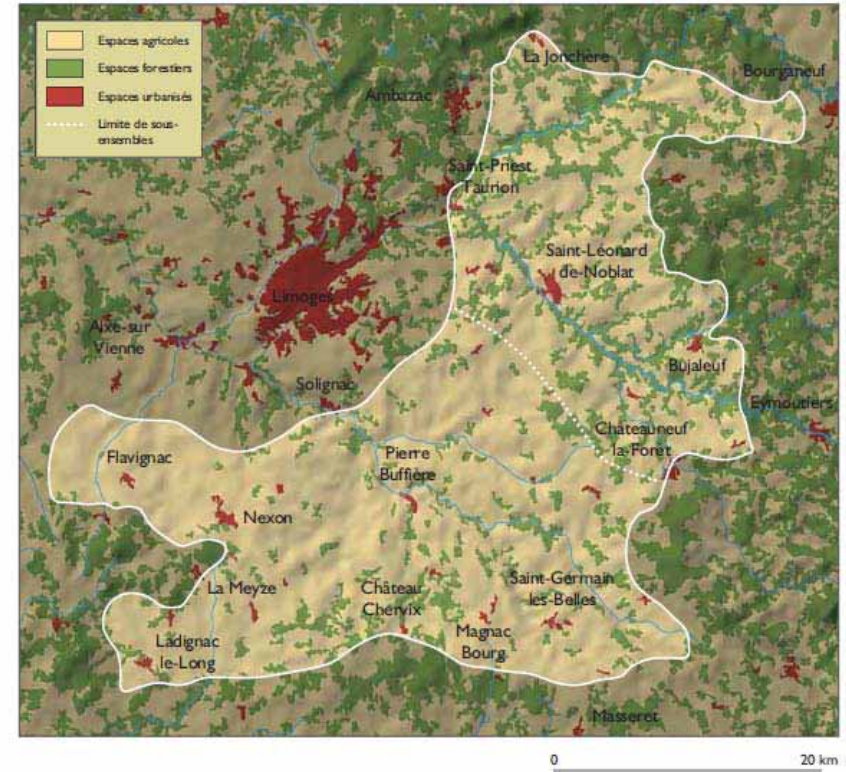 Espaces agricoles
Espaces forestiers
Espaces urbanisés
Limite de sous-
ensembles
La Jonchère
Bourganeuf
Ambazac
Saint-Priest
Taurion
Saint-Léonard
de-Noblat
Limoges
Aixe-sur
Vienne
Bujaleuf
Solignac
Eymoutiers
Châteauneuf
la-Forêt
Flavignac
Pierre
Buffière
Nexon
La Meyze
Château
Chervix
Saint-Germain
les-Belles
Ladignac
le-Long
Magnac
Bourg
Masseret
0
20 km